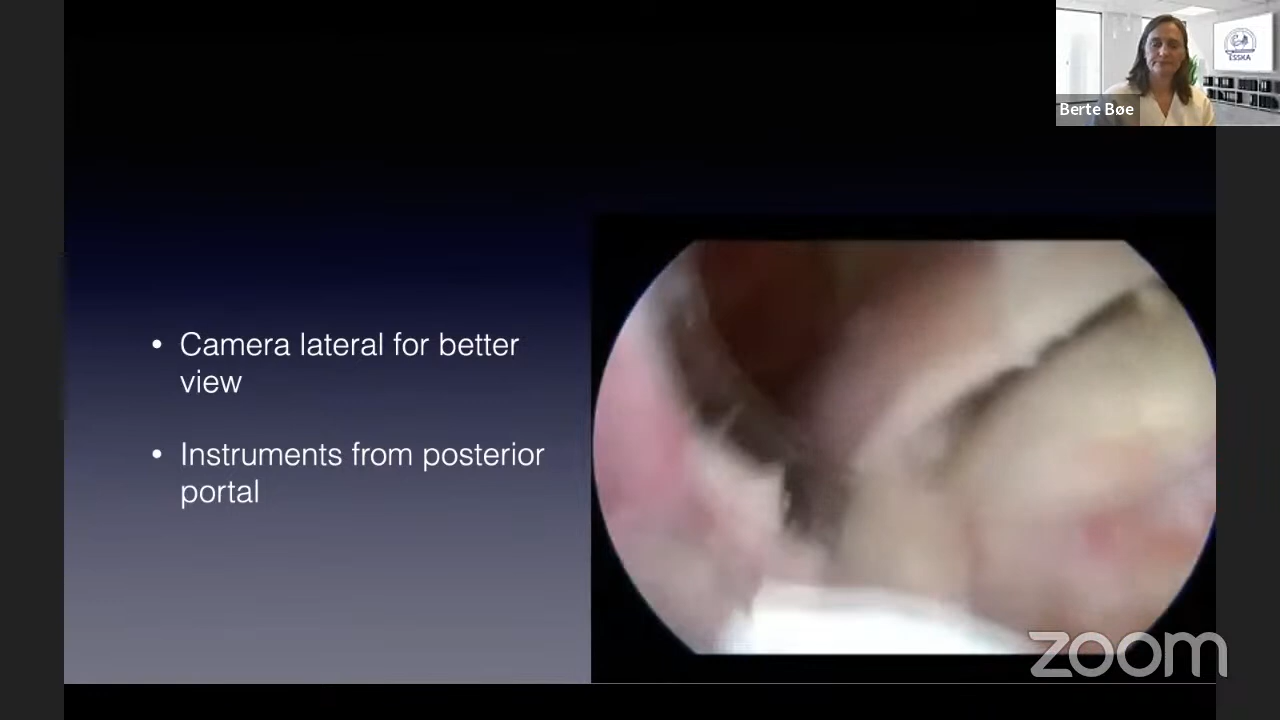 ESSKA
Berte Bøe
• Camera lateral for better
view
• Instruments from posterior
portal
zoom